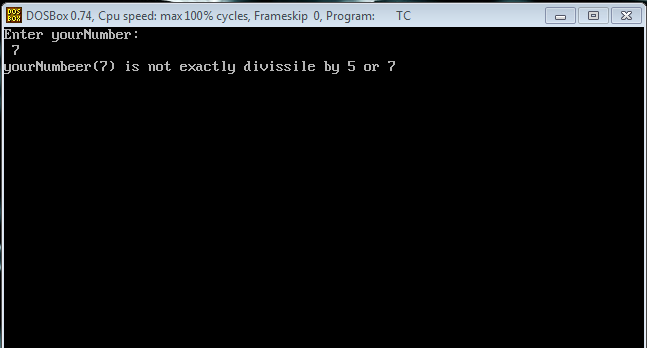 DOSBox 0.74, Cpu speed: max 100% cycles, Frameskip 0, Program: TC
Enter yourNumber:
7
yourNumbeer(7) is not exactly divissile by 5 or 7